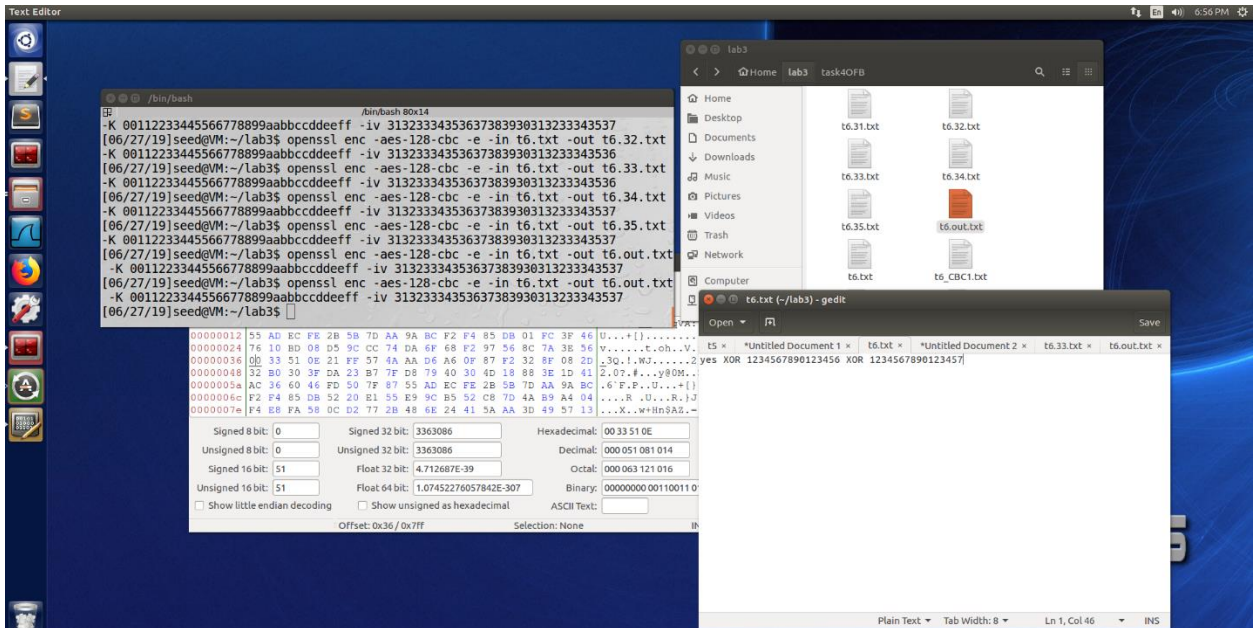 Text Editor
En
6:56 PM
/bin/bash
/bin/bash 80x14
-K 00112233445566778899aabbccddeeff -iv 31323334353637383930313233343537
[06/27/19]seed@VM:~/lab3$ openssl enc -aes-128-cbc -e -in t6.txt -out t6.32.txt
-K 00112233445566778899aabbccddeeff -iv 31323334353637383930313233343536
[06/27/19]seed@VM:~/lab3$ openssl enc -aes-128-cbc -e -in t6.txt -out t6.33.txt
-K 00112233445566778899aabbccddeeff -iv 31323334353637383930313233343536
[06/27/19]seed@VM:~/lab3$ openssl enc -aes-128-cbc -e -in t6.txt -out t6.34.txt
-K 00112233445566778899aabbccddeeff -iv 31323334353637383930313233343537
[06/27/19]seed@VM:~/lab3$ openssl enc -aes-128-cbc -e -in t6.txt -out t6.35.txt
-K 00112233445566778899aabbccddeeff -iv 31323334353637383930313233343537
[06/27/19]seed@VM:~/lab3$ openssl enc -aes-128-cbc -e -in t6.txt -out t6.out.txt
-K 00112233445566778899aabbccddeeff -iv 31323334353637383930313233343537
[06/27/19]seed@VM:~/lab3$ openssl enc -aes-128-cbc -e -in t6.txt -out t6.out.txt
-K 00112233445566778899aabbccddeeff -iv 31323334353637383930313233343537
[06/27/19]seed@VM:~/lab3$
lab3
Home lab3 task4OFB
Home
Desktop
Documents
Downloads
Music
Pictures
Videos
Trash
Network
Computer
t6.31.txt
t6.32.txt
t6.33.txt
t6.34.txt
t6.35.txt
t6.out.txt
t6.txt
t6_CBC1.txt
00000012 55 AD EC FE 2B 5B 7D AA 9A BC F2 F4 85 DB 01 FC 3F 46 U...+[}.........?F
00000024 76 10 BD 08 D5 9C CC 74 DA 6F 68 F2 97 56 8C 7A 3E 56 v......t.oh..V.
00000036 00 33 51 0E 21 FF 57 4A AA D6 A6 0F 87 F2 32 8F 08 2D .3Q.!.WJ......2
00000048 32 B0 30 3F DA 23 B7 7F D8 79 40 30 4D 18 88 3E 1D 41 2.0?.#...y@0M..
0000005a AC 36 60 46 FD 50 7F 87 55 AD EC FE 2B 5B 7D AA 9A BC .6`F.P..U...+[}
0000006c F2 F4 85 DB 52 20 E1 55 E9 9C B5 52 C8 7D 4A B9 A4 04 ....R .U...R.}J
0000007e F4 E8 FA 58 0C D2 77 2B 48 6E 24 41 5A AA 3D 49 57 13 ...X..w+Hn$AZ.=
Signed 8 bit: 0 Signed 32 bit: 3363086 Hexadecimal: 00 33 51 0E
Unsigned 8 bit: 0 Unsigned 32 bit: 3363086 Decimal: 000 051 081 014
Signed 16 bit: 51 Float 32 bit: 4.712687E-39 Octal: 000 063 121 016
Unsigned 16 bit: 51 Float 64 bit: 1.07452276057842E-307 Binary: 00000000 00110011 01
Show little endian decoding Show unsigned as hexadecimal ASCII Text:
Offset: 0x36 / 0x7ff Selection: None
t6.txt (~/lab3) - gedit
Open Save
t5 × *Untitled Document 1 × t6.txt × *Untitled Document 2 × t6.33.txt × t6.out.txt ×
yes XOR 1234567890123456 XOR 1234567890123457
Plain Text Tab Width: 8 Ln 1, Col 46 INS